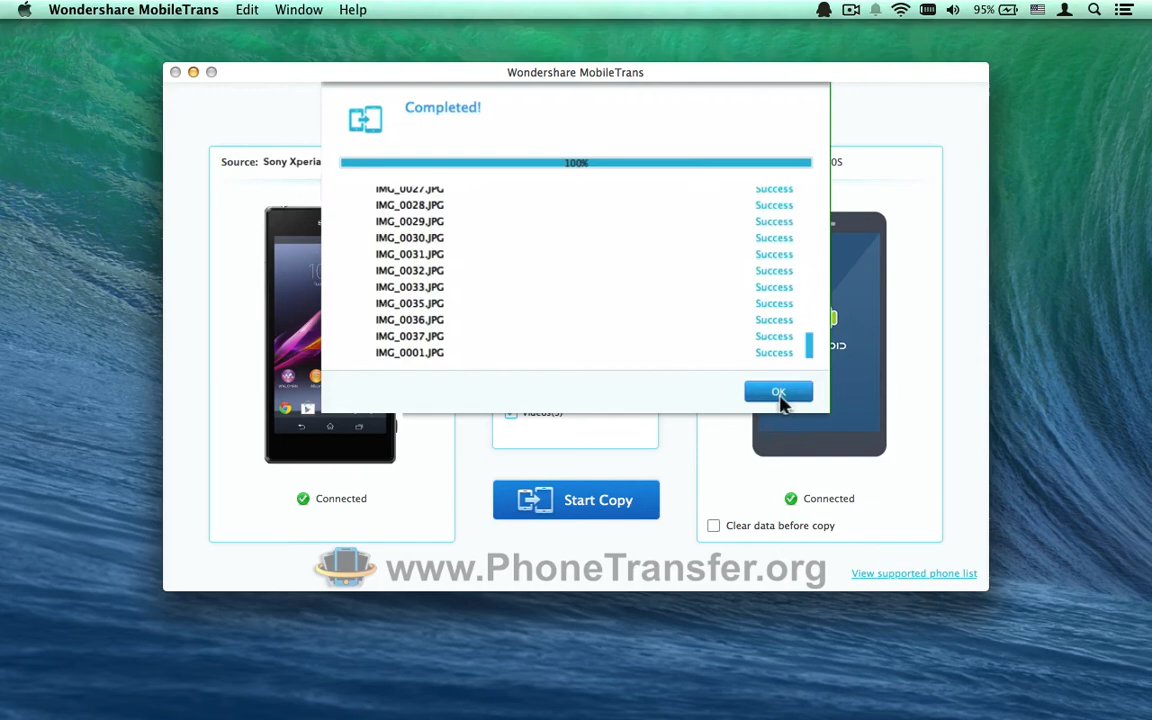 Wondershare MobileTrans Edit Window Help 95%
Wondershare MobileTrans
Completed!
Source: Sony Xperia
100%
IMG_0027.JPG Success
IMG_0028.JPG Success
IMG_0029.JPG Success
IMG_0030.JPG Success
IMG_0031.JPG Success
IMG_0032.JPG Success
IMG_0033.JPG Success
IMG_0035.JPG Success
IMG_0036.JPG Success
IMG_0037.JPG Success
IMG_0001.JPG Success
OK
Connected
Start Copy
Connected
Clear data before copy
www.PhoneTransfer.org
View supported phone list